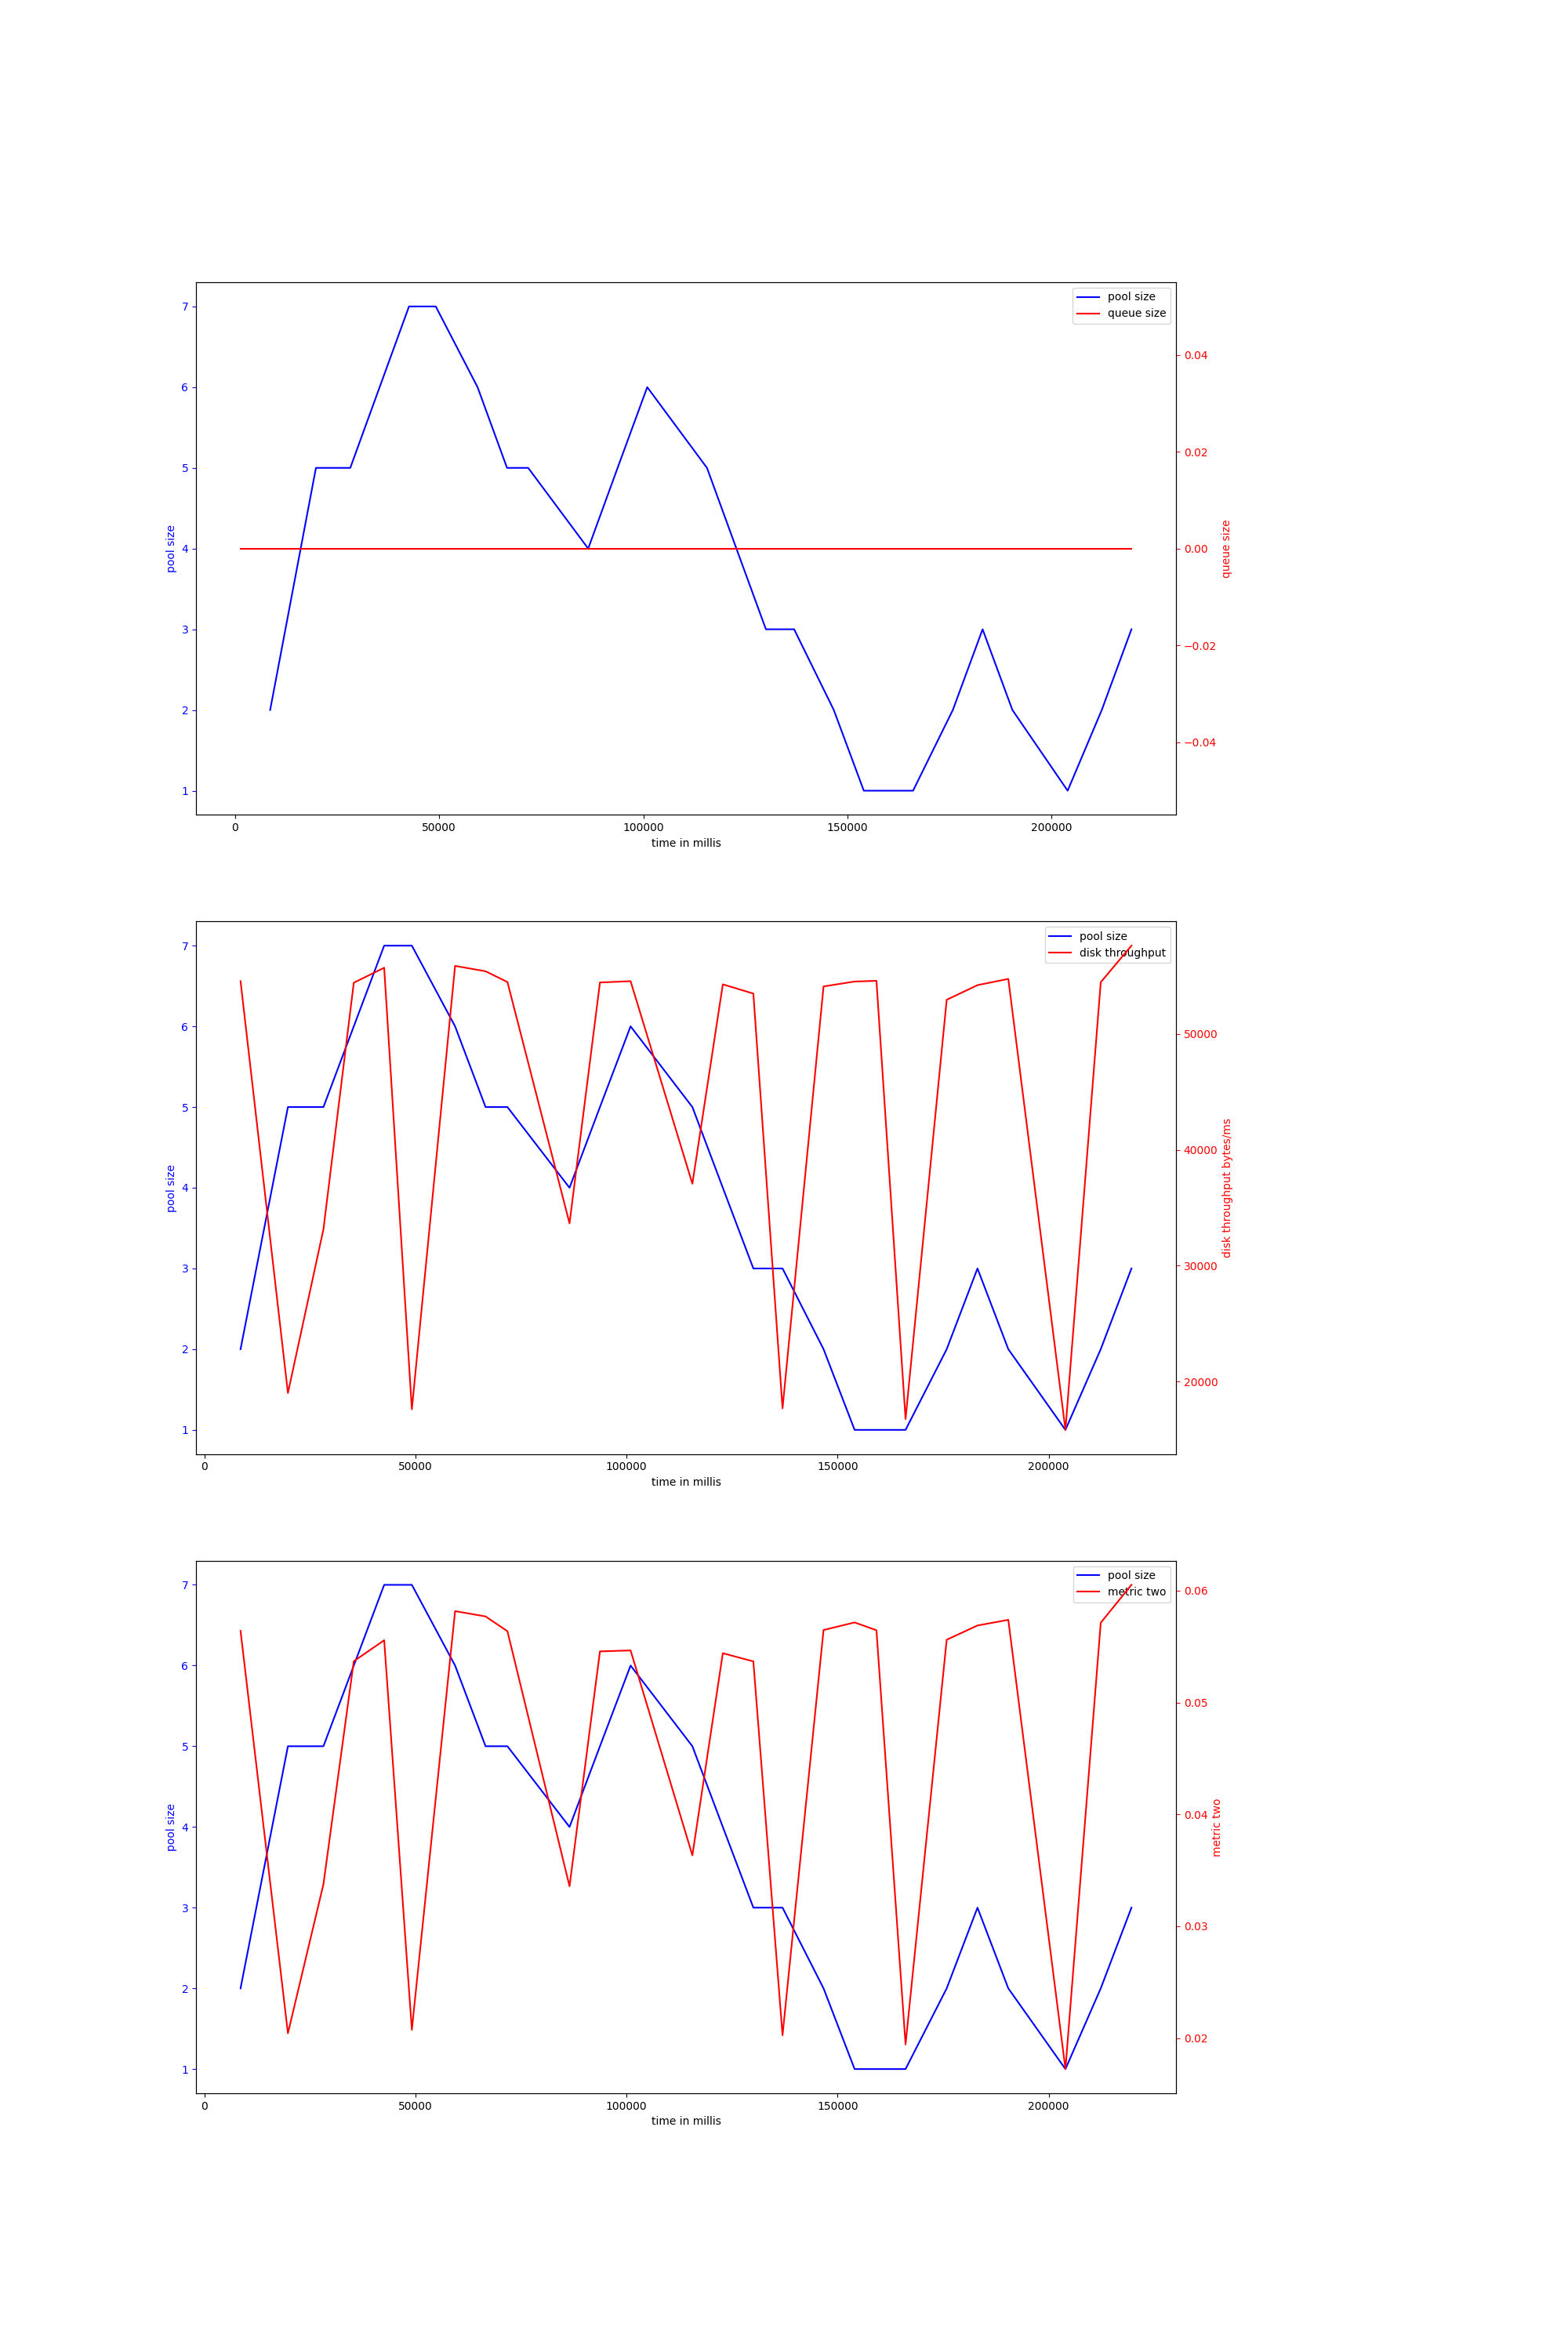 pool size
queue size
7
6
5
4
3
2
1
pool size
0.04
0.02
0.00
−0.02
−0.04
queue size
0 50000 100000 150000 200000
time in millis
pool size
disk throughput
7
6
5
4
3
2
1
pool size
50000
40000
30000
20000
disk throughput bytes/ms
0 50000 100000 150000 200000
time in millis
pool size
metric two
7
6
5
4
3
2
1
pool size
0.06
0.05
0.04
0.03
0.02
metric two
0 50000 100000 150000 200000
time in millis